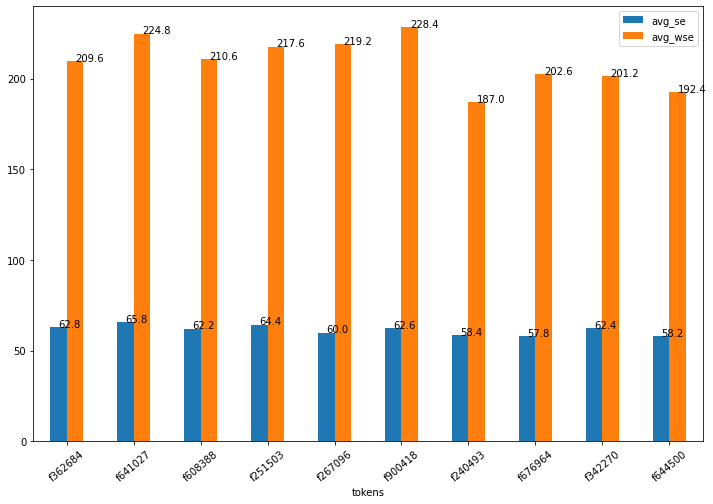 avg_se
avg_wse
200
150
100
50
0
209.6
224.8
210.6
217.6
219.2
228.4
187.0
202.6
201.2
192.4
62.8
65.8
62.2
64.4
60.0
62.6
58.4
57.8
62.4
58.2
f362684
f641027
f608388
f251503
f267096
f900418
f240493
f676964
f342270
f644500
tokens